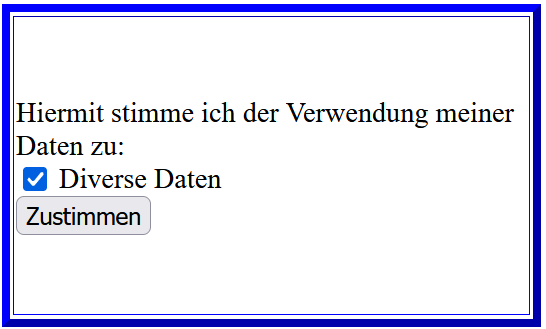 Hiermit stimme ich der Verwendung meiner
Daten zu:
Diverse Daten
Zustimmen